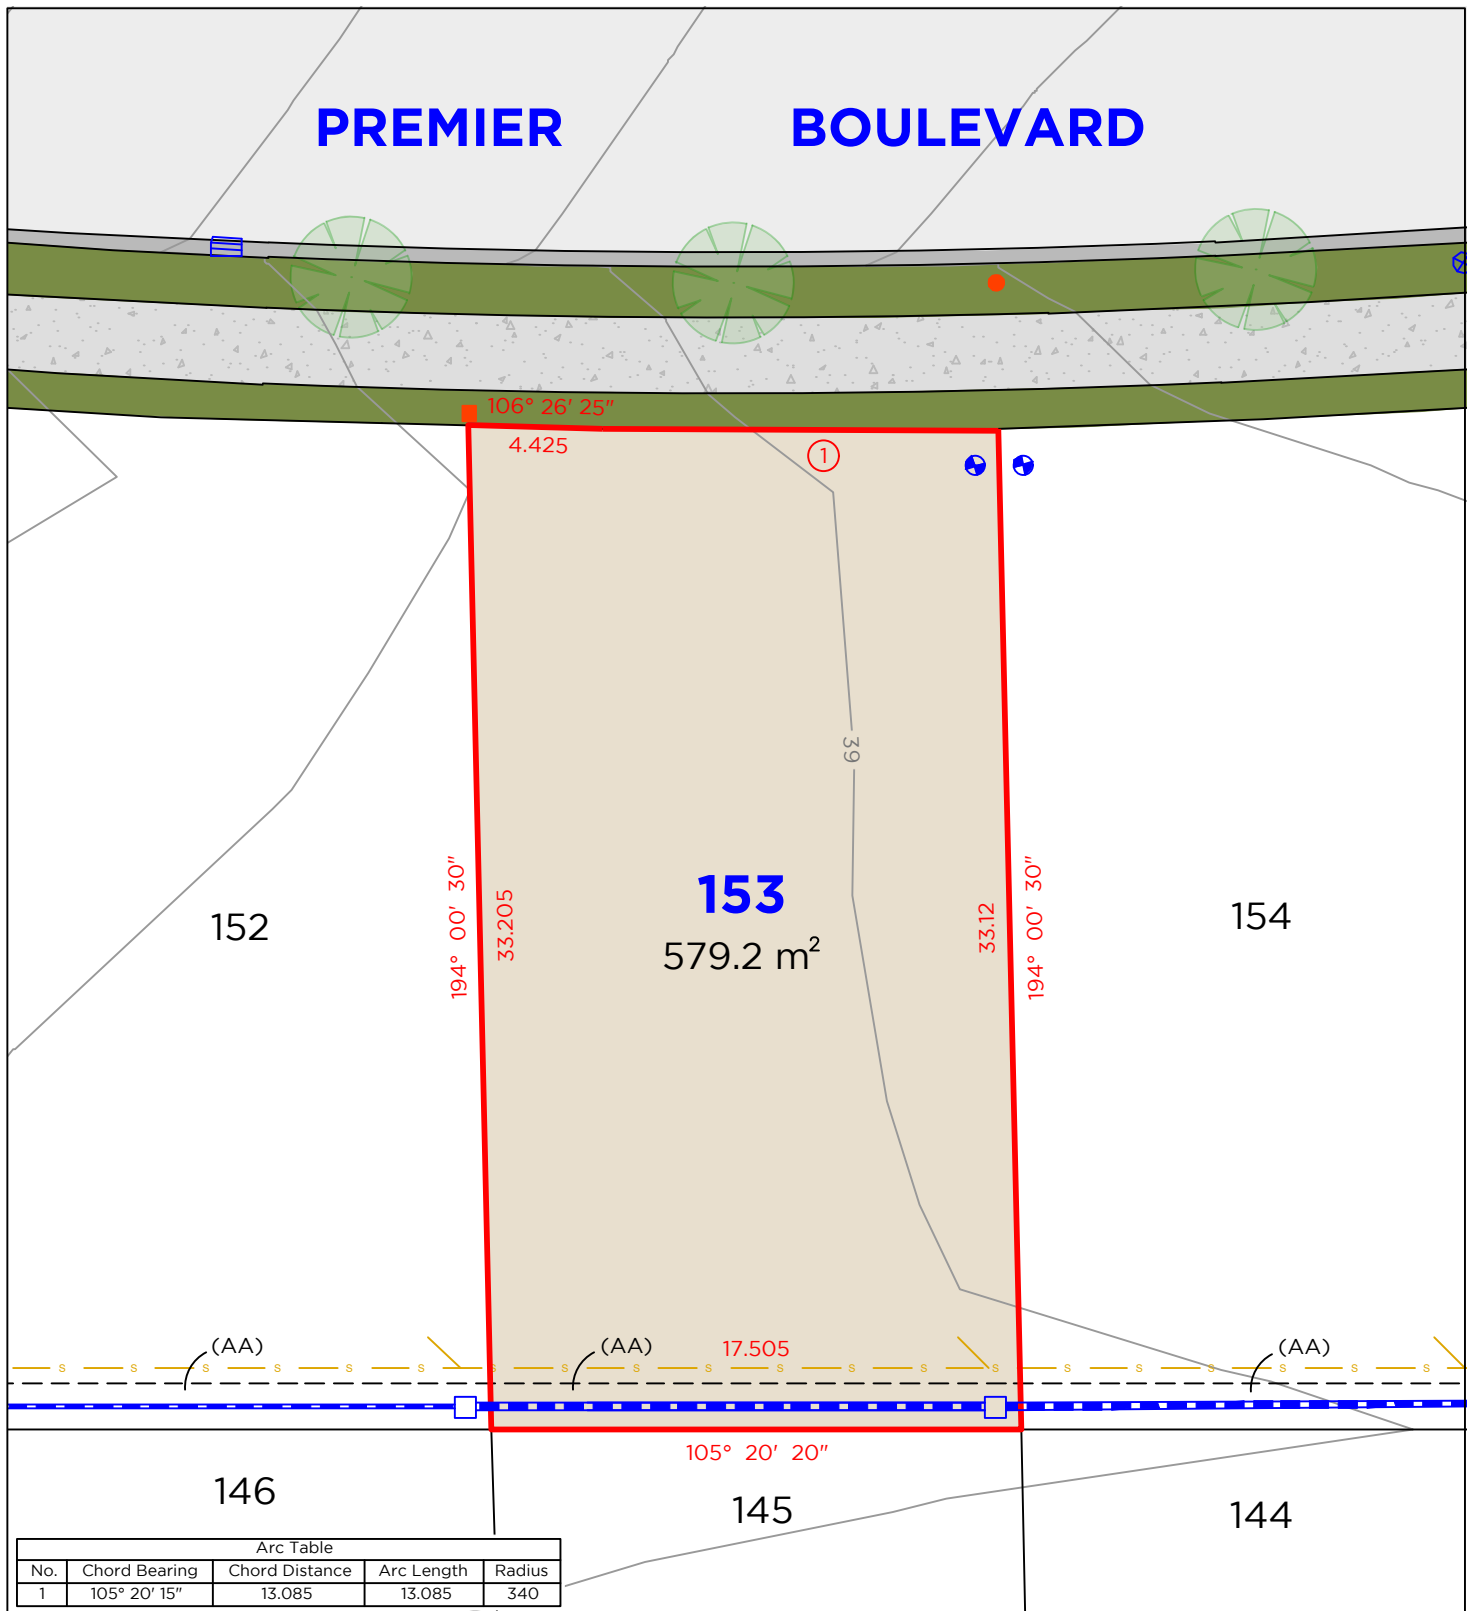 PREMIER BOULEVARD
106° 26' 25"
4.425
1
39
194° 00' 30"
33.205
153
579.2 m²
33.12
194° 00' 30"
152
154
(AA)
(AA)
17.505
(AA)
s s s s s s s s s s s s s s s s s s s s
105° 20' 20"
146
145
144
Arc Table
No. Chord Bearing Chord Distance Arc Length Radius
1 105° 20' 15" 13.085 13.085 340